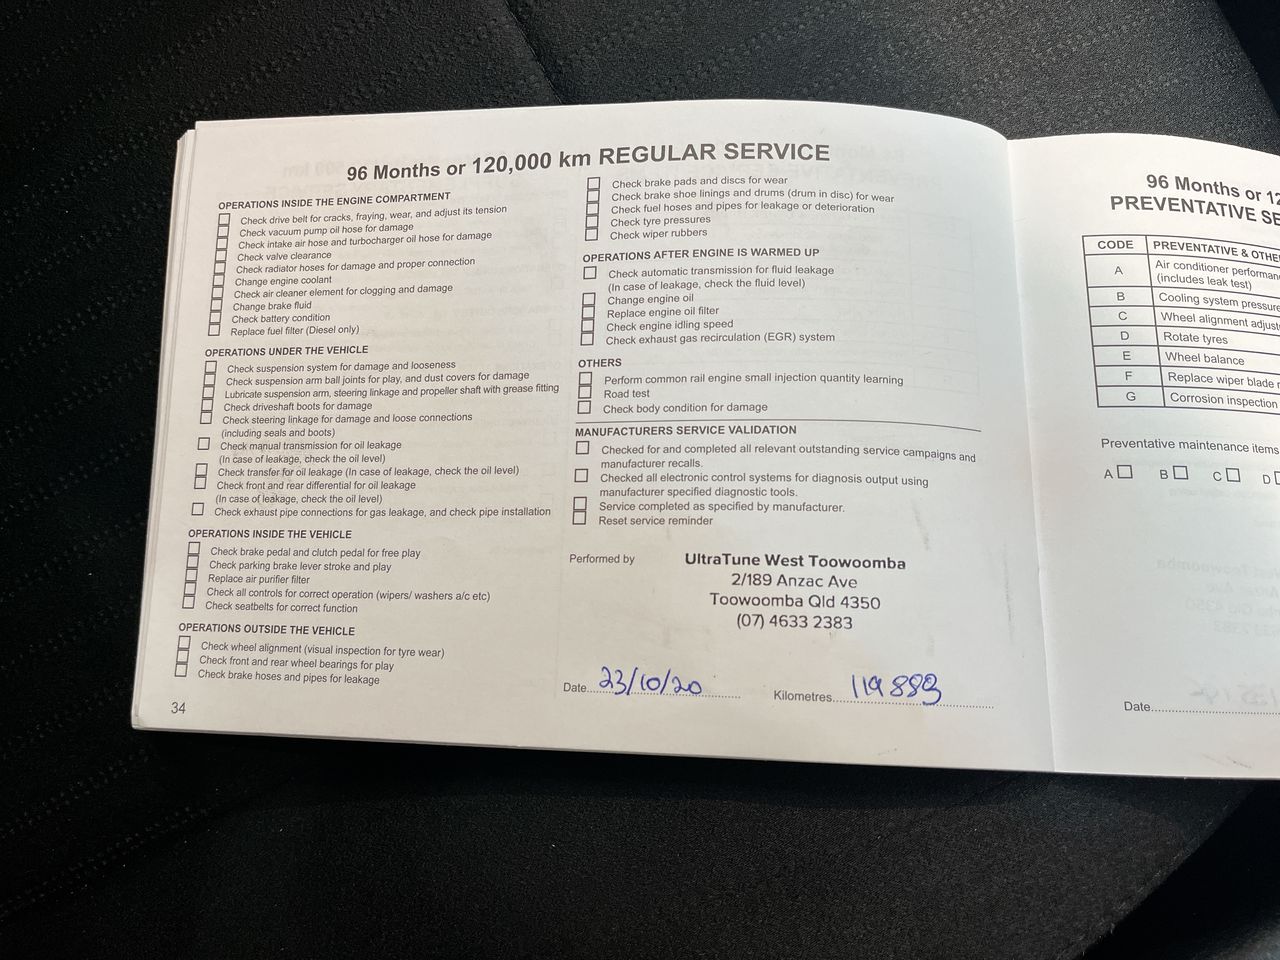 96 Months or 120,000 km REGULAR SERVICE
OPERATIONS INSIDE THE ENGINE COMPARTMENT
Check drive belt for cracks, fraying, wear, and adjust its tension
Check vacuum pump oil hose for damage
Check intake air hose and turbocharger oil hose for damage
Check valve clearance
Check radiator hoses for damage and proper connection
Change engine coolant
Check air cleaner element for clogging and damage
Change brake fluid
Check battery condition
Replace fuel filter (Diesel only)
OPERATIONS UNDER THE VEHICLE
Check suspension system for damage and looseness
Check suspension arm ball joints for play, and dust covers for damage
Lubricate suspension arm, steering linkage and propeller shaft with grease fitting
Check driveshaft boots for damage
Check steering linkage for damage and loose connections
(including seals and boots)
Check manual transmission for oil leakage
(In case of leakage, check the oil level)
Check transfer for oil leakage (In case of leakage, check the oil level)
Check front and rear differential for oil leakage
(In case of leakage, check the oil level)
Check exhaust pipe connections for gas leakage, and check pipe installation
OPERATIONS INSIDE THE VEHICLE
Check brake pedal and clutch pedal for free play
Check parking brake lever stroke and play
Replace air purifier filter
Check all controls for correct operation (wipers/ washers a/c etc)
Check seatbelts for correct function
OPERATIONS OUTSIDE THE VEHICLE
Check wheel alignment (visual inspection for tyre wear)
Check front and rear wheel bearings for play
Check brake hoses and pipes for leakage
34
Check brake pads and discs for wear
Check brake shoe linings and drums (drum in disc) for wear
Check fuel hoses and pipes for leakage or deterioration
Check tyre pressures
Check wiper rubbers
OPERATIONS AFTER ENGINE IS WARMED UP
Check automatic transmission for fluid leakage
(In case of leakage, check the fluid level)
Change engine oil
Replace engine oil filter
Check engine idling speed
Check exhaust gas recirculation (EGR) system
OTHERS
Perform common rail engine small injection quantity learning
Road test
Check body condition for damage
MANUFACTURERS SERVICE VALIDATION
Checked for and completed all relevant outstanding service campaigns and
manufacturer recalls.
Checked all electronic control systems for diagnosis output using
manufacturer specified diagnostic tools.
Service completed as specified by manufacturer.
Reset service reminder
Performed by
UltraTune West Toowoomba
2/189 Anzac Ave
Toowoomba Qld 4350
(07) 4633 2383
Date 23/10/20 Kilometres 119 883
96 Months or 12
PREVENTATIVE SE
CODE PREVENTATIVE & OTHE
A Air conditioner performan
(includes leak test)
B Cooling system pressure
C Wheel alignment adjust
D Rotate tyres
E Wheel balance
F Replace wiper blade r
G Corrosion inspection
Preventative maintenance items
A B C D
Date